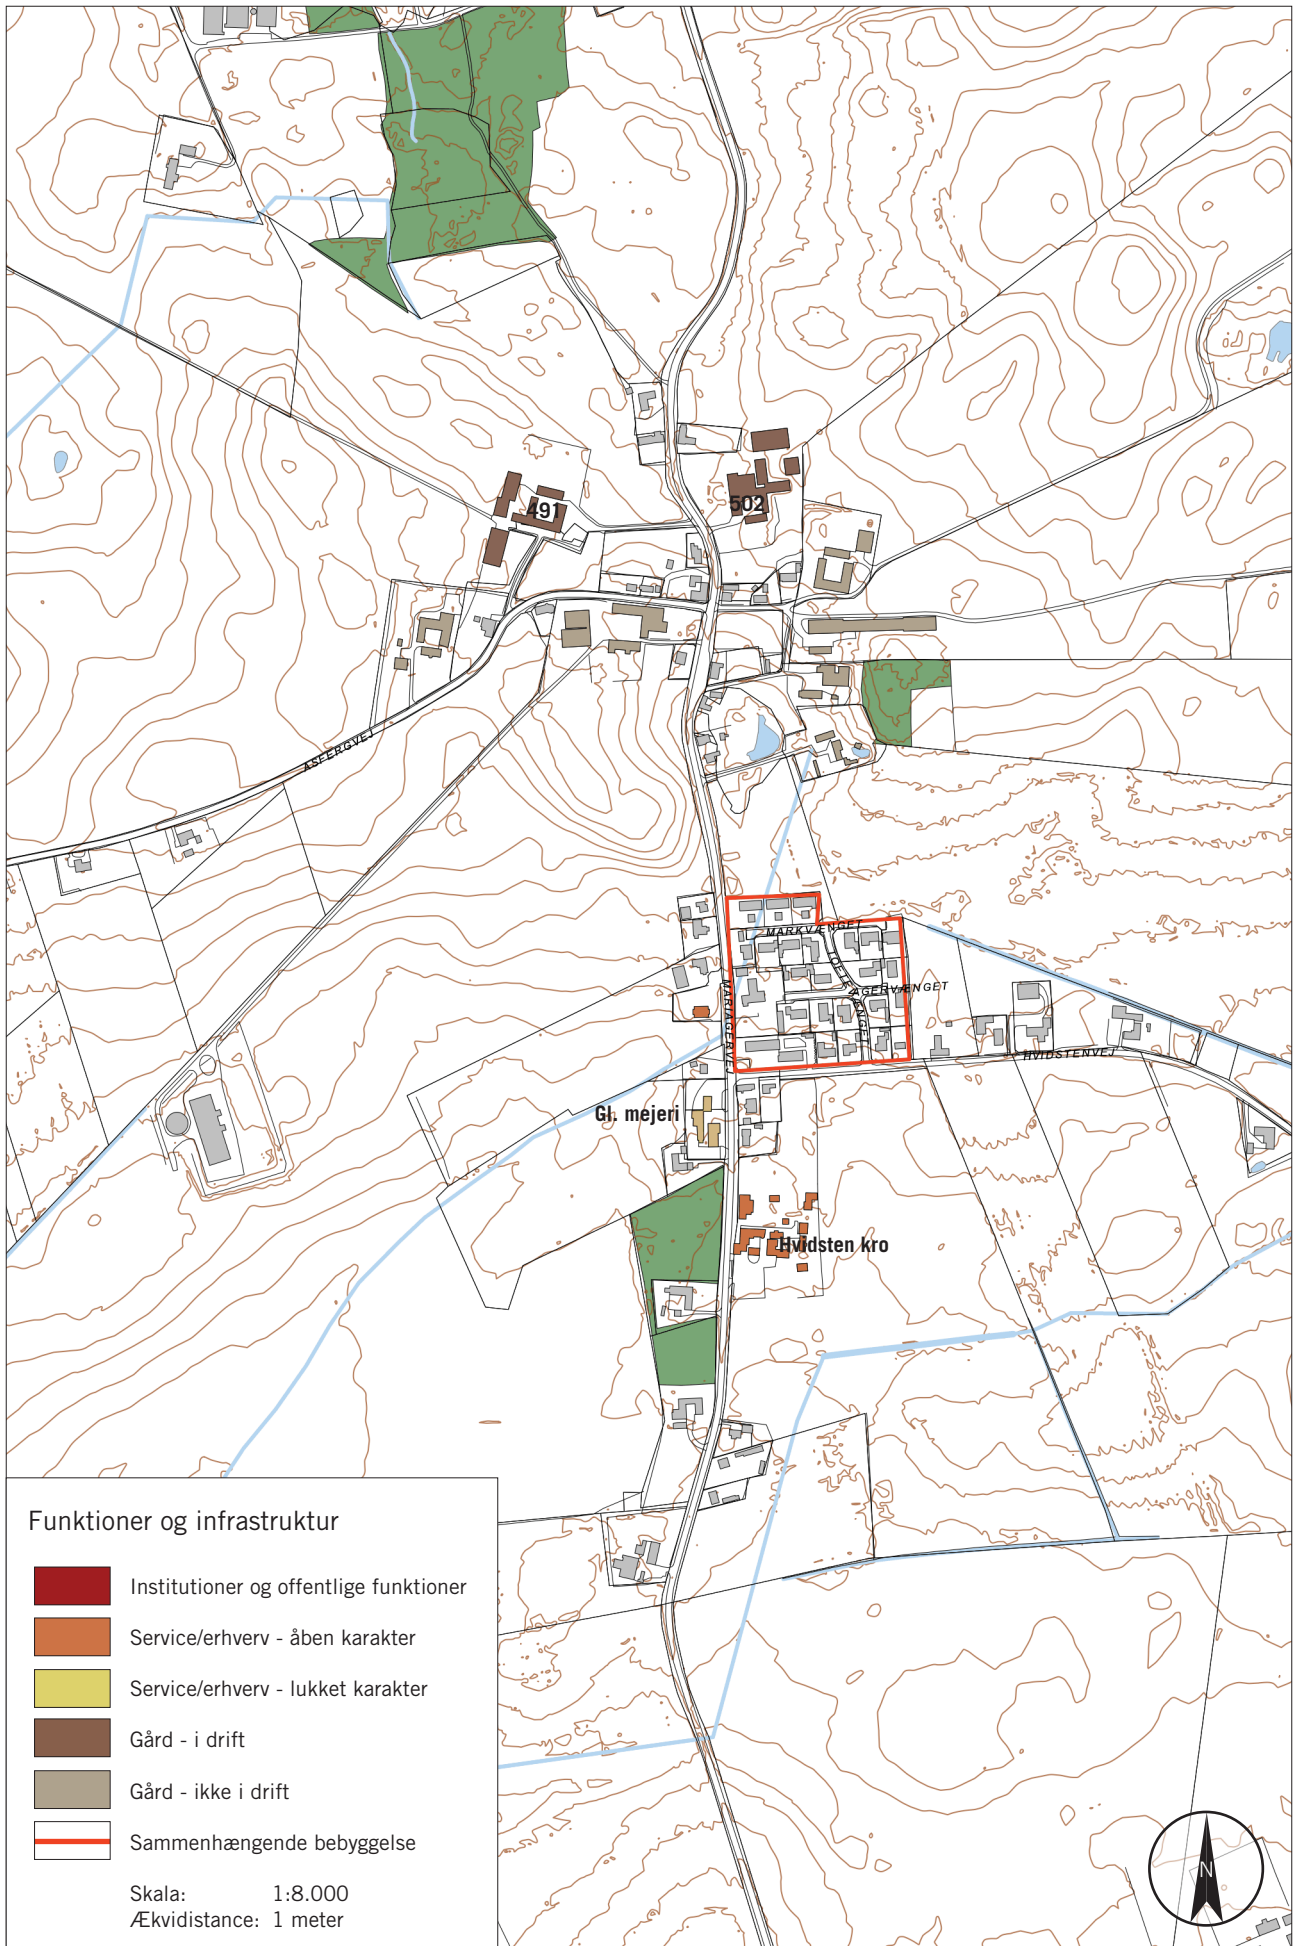 491
502
ASFERGVEJ
MARKVÆNGET
TOFTEVÆNGET
AGERVÆNGET
MARIAGERVEJ
HVIDSTENVEJ
Gl. mejeri
Hvidsten kro
Funktioner og infrastruktur
Institutioner og offentlige funktioner
Service/erhverv - åben karakter
Service/erhverv - lukket karakter
Gård - i drift
Gård - ikke i drift
Sammenhængende bebyggelse
Skala: 1:8.000
Ækvidistance: 1 meter
N